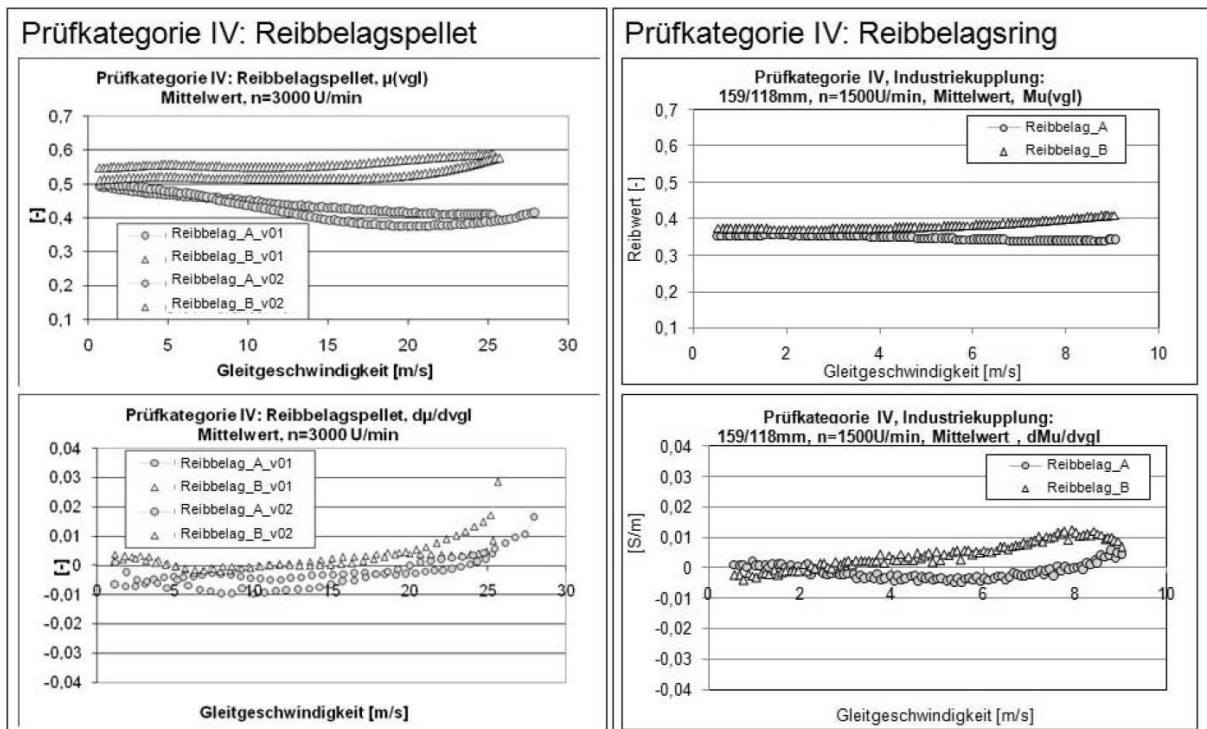 Prüfkategorie IV: Reibbelagspellet
Prüfkategorie IV: Reibbelagspellet, µ(vgl)
Mittelwert, n=3000 U/min
0,7
0,6
0,5
0,4
0,3
0,2
0,1
[-]
Reibbelag_A_v01
Reibbelag_B_v01
Reibbelag_A_v02
Reibbelag_B_v02
0 5 10 15 20 25 30
Gleitgeschwindigkeit [m/s]
Prüfkategorie IV: Reibbelagspellet, dµ/dvgl
Mittelwert, n=3000 U/min
0,04
0,03
0,02
0,01
0
-0,01
-0,02
-0,03
-0,04
[-]
Reibbelag_A_v01
Reibbelag_B_v01
Reibbelag_A_v02
Reibbelag_B_v02
0 5 10 15 20 25 30
Gleitgeschwindigkeit [m/s]
Prüfkategorie IV: Reibbelagsring
Prüfkategorie IV, Industriekupplung:
159/118mm, n=1500U/min, Mittelwert, Mu(vgl)
0,7
0,6
0,5
0,4
0,3
0,2
0,1
Reibwert [-]
Reibbelag_A
Reibbelag_B
0 2 4 6 8 10
Gleitgeschwindigkeit [m/s]
Prüfkategorie IV, Industriekupplung:
159/118mm, n=1500U/min, Mittelwert , dMu/dvgl
0,04
0,03
0,02
0,01
0
-0,01
-0,02
-0,03
-0,04
[S/m]
Reibbelag_A
Reibbelag_B
0 2 4 6 8 10
Gleitgeschwindigkeit [m/s]